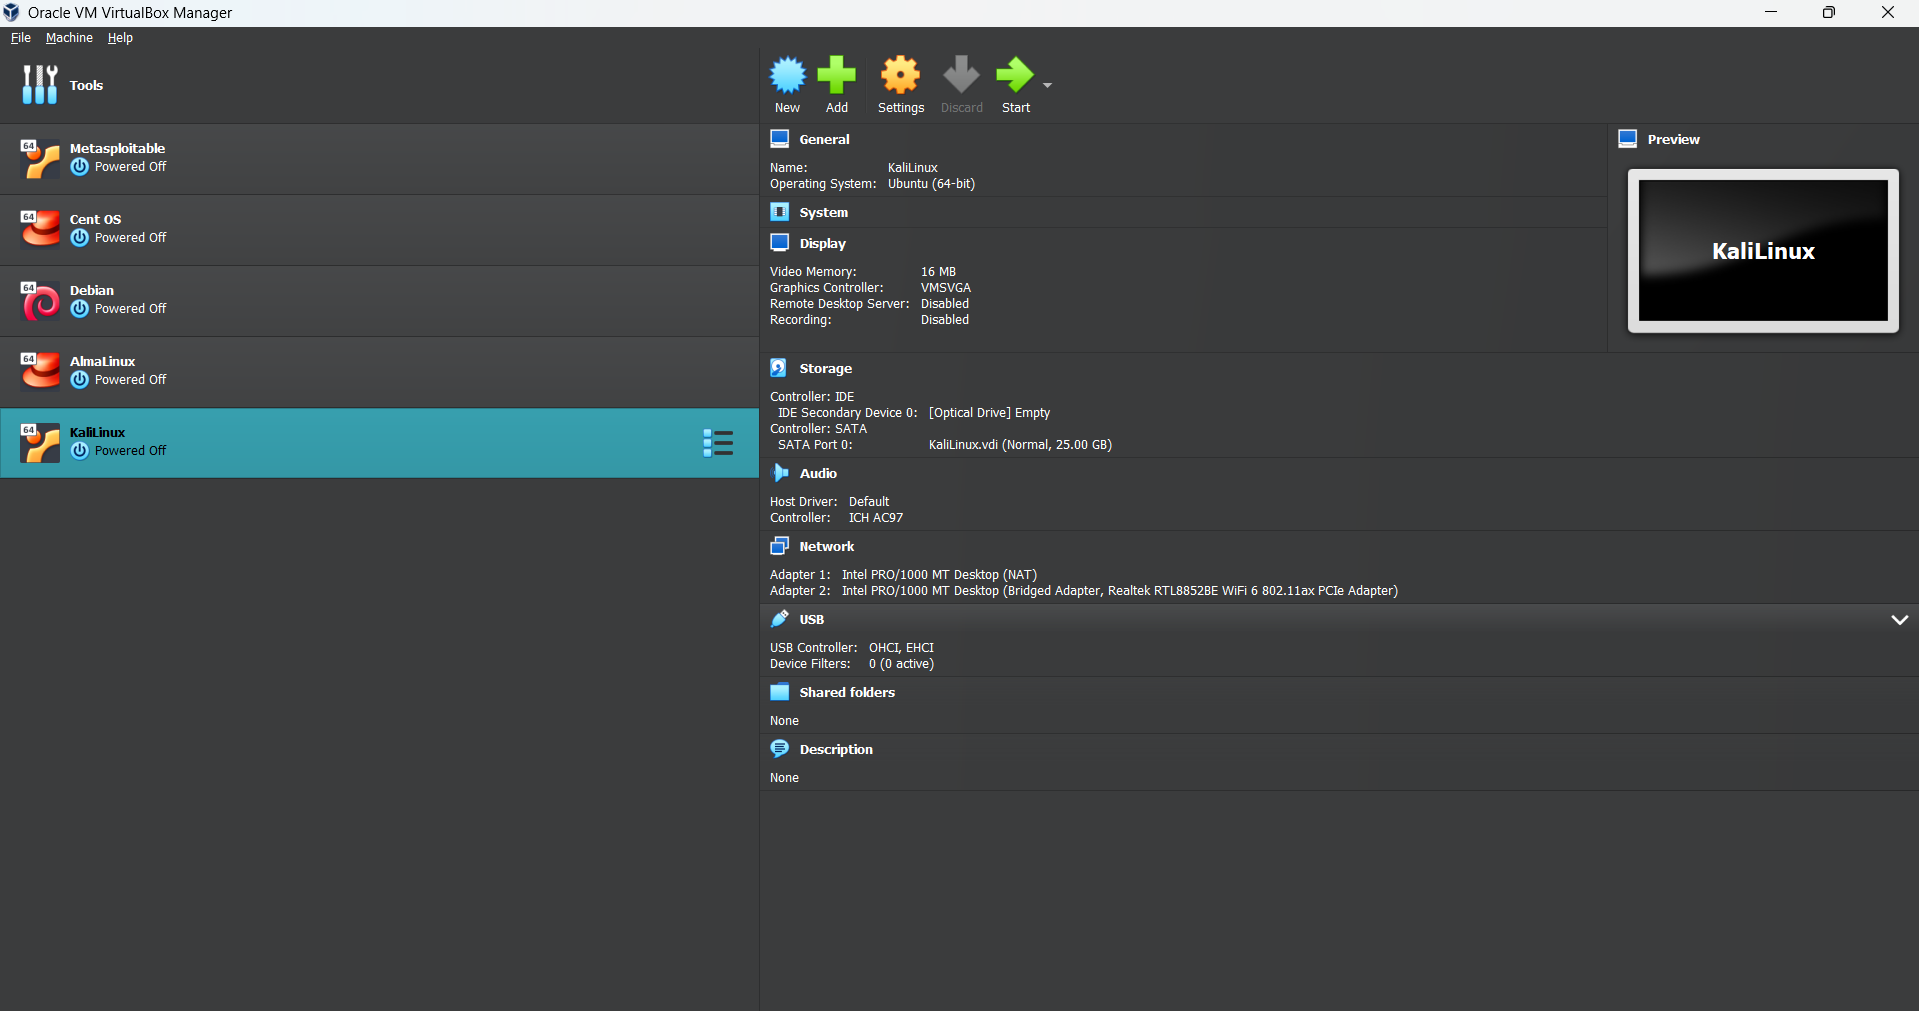 Oracle VM VirtualBox Manager
File Machine Help
Tools
New Add Settings Discard Start
64 Metasploitable
Powered Off
64 Cent OS
Powered Off
64 Debian
Powered Off
64 AlmaLinux
Powered Off
64 KaliLinux
Powered Off
General
Name: KaliLinux
Operating System: Ubuntu (64-bit)
System
Display
Video Memory: 16 MB
Graphics Controller: VMSVGA
Remote Desktop Server: Disabled
Recording: Disabled
Preview
KaliLinux
Storage
Controller: IDE
IDE Secondary Device 0: [Optical Drive] Empty
Controller: SATA
SATA Port 0: KaliLinux.vdi (Normal, 25.00 GB)
Audio
Host Driver: Default
Controller: ICH AC97
Network
Adapter 1: Intel PRO/1000 MT Desktop (NAT)
Adapter 2: Intel PRO/1000 MT Desktop (Bridged Adapter, Realtek RTL8852BE WiFi 6 802.11ax PCIe Adapter)
USB
USB Controller: OHCI, EHCI
Device Filters: 0 (0 active)
Shared folders
None
Description
None